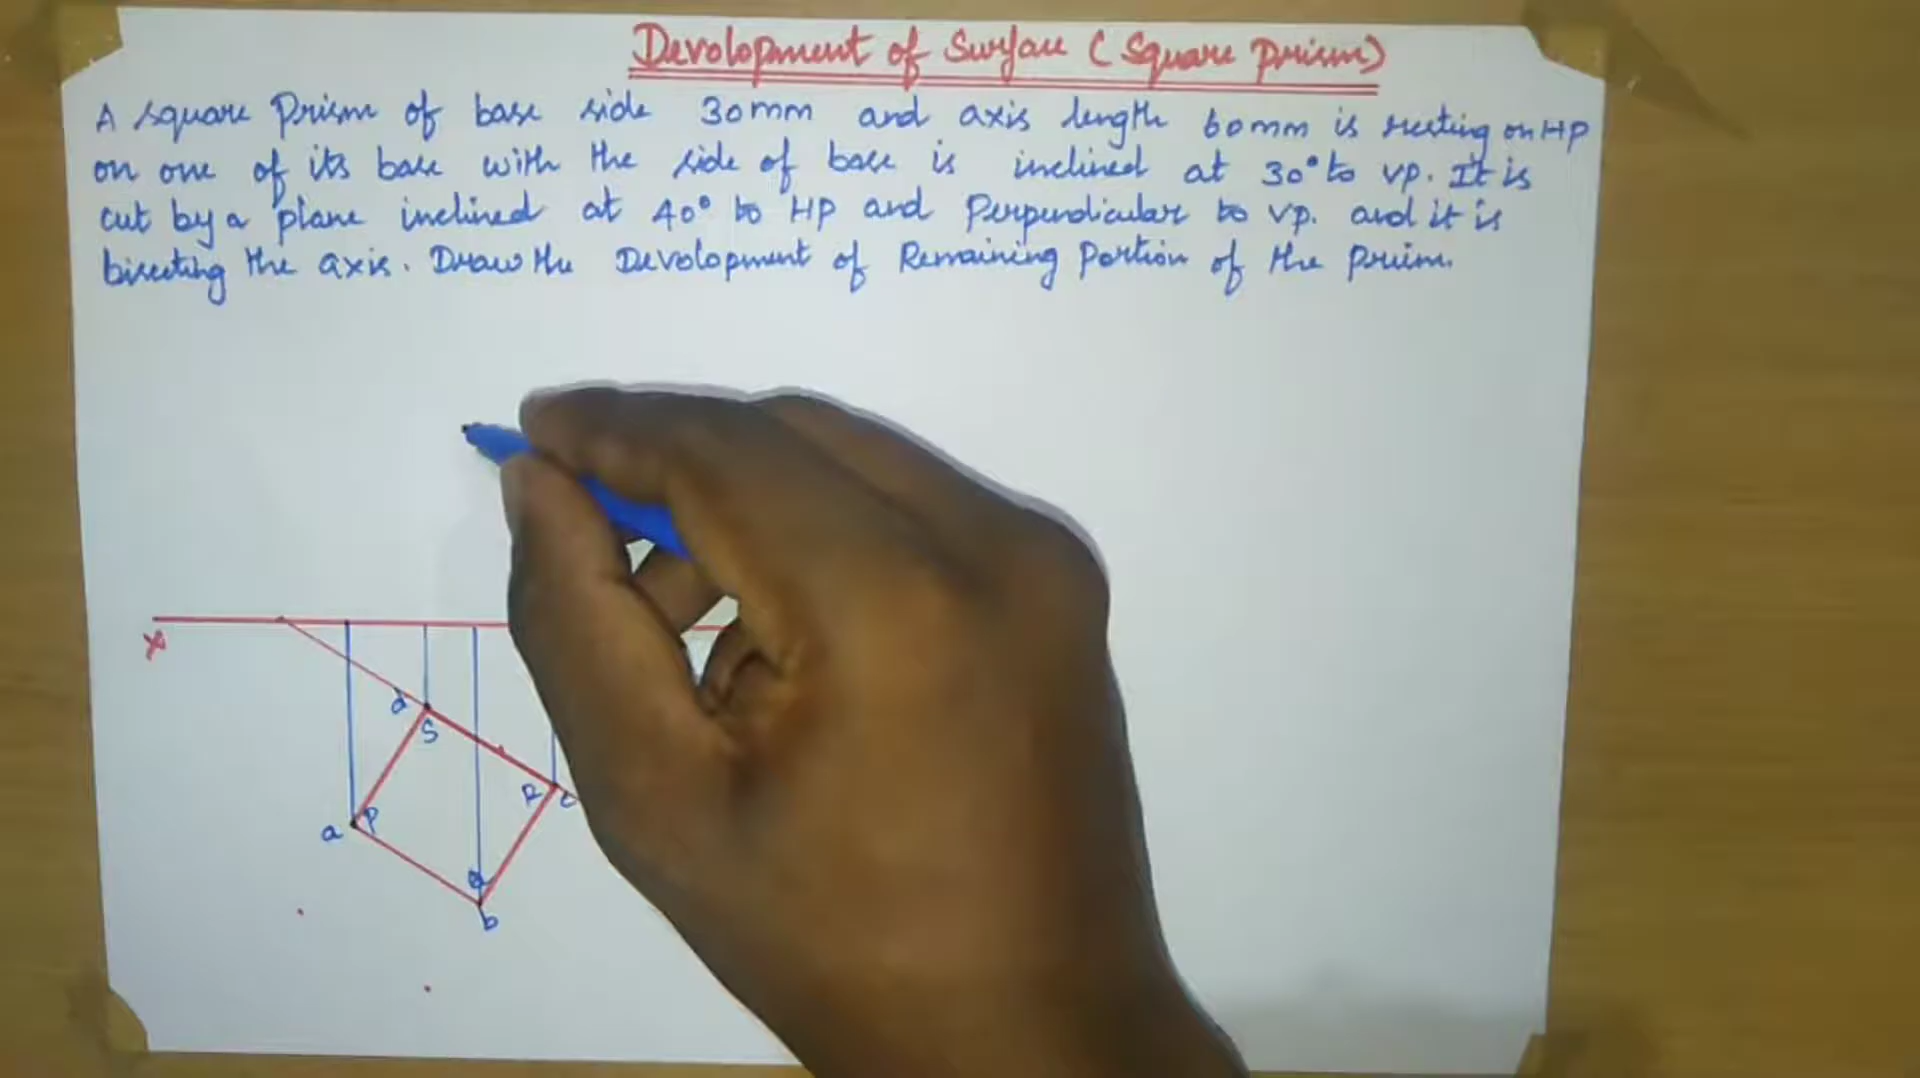 Devolopment of Surface (Square Prism)
A square Prism of base side 30mm and axis length 60mm is resting on HP
on one of its base with the side of base is inclined at 30° to VP. It is
cut by a plane inclined at 40° to HP and Perpendicular to VP. and it is
bisecting the axis. Draw the Devolopment of Remaining Portion of the Prism.
X
d
S
R c
a P
Q
b